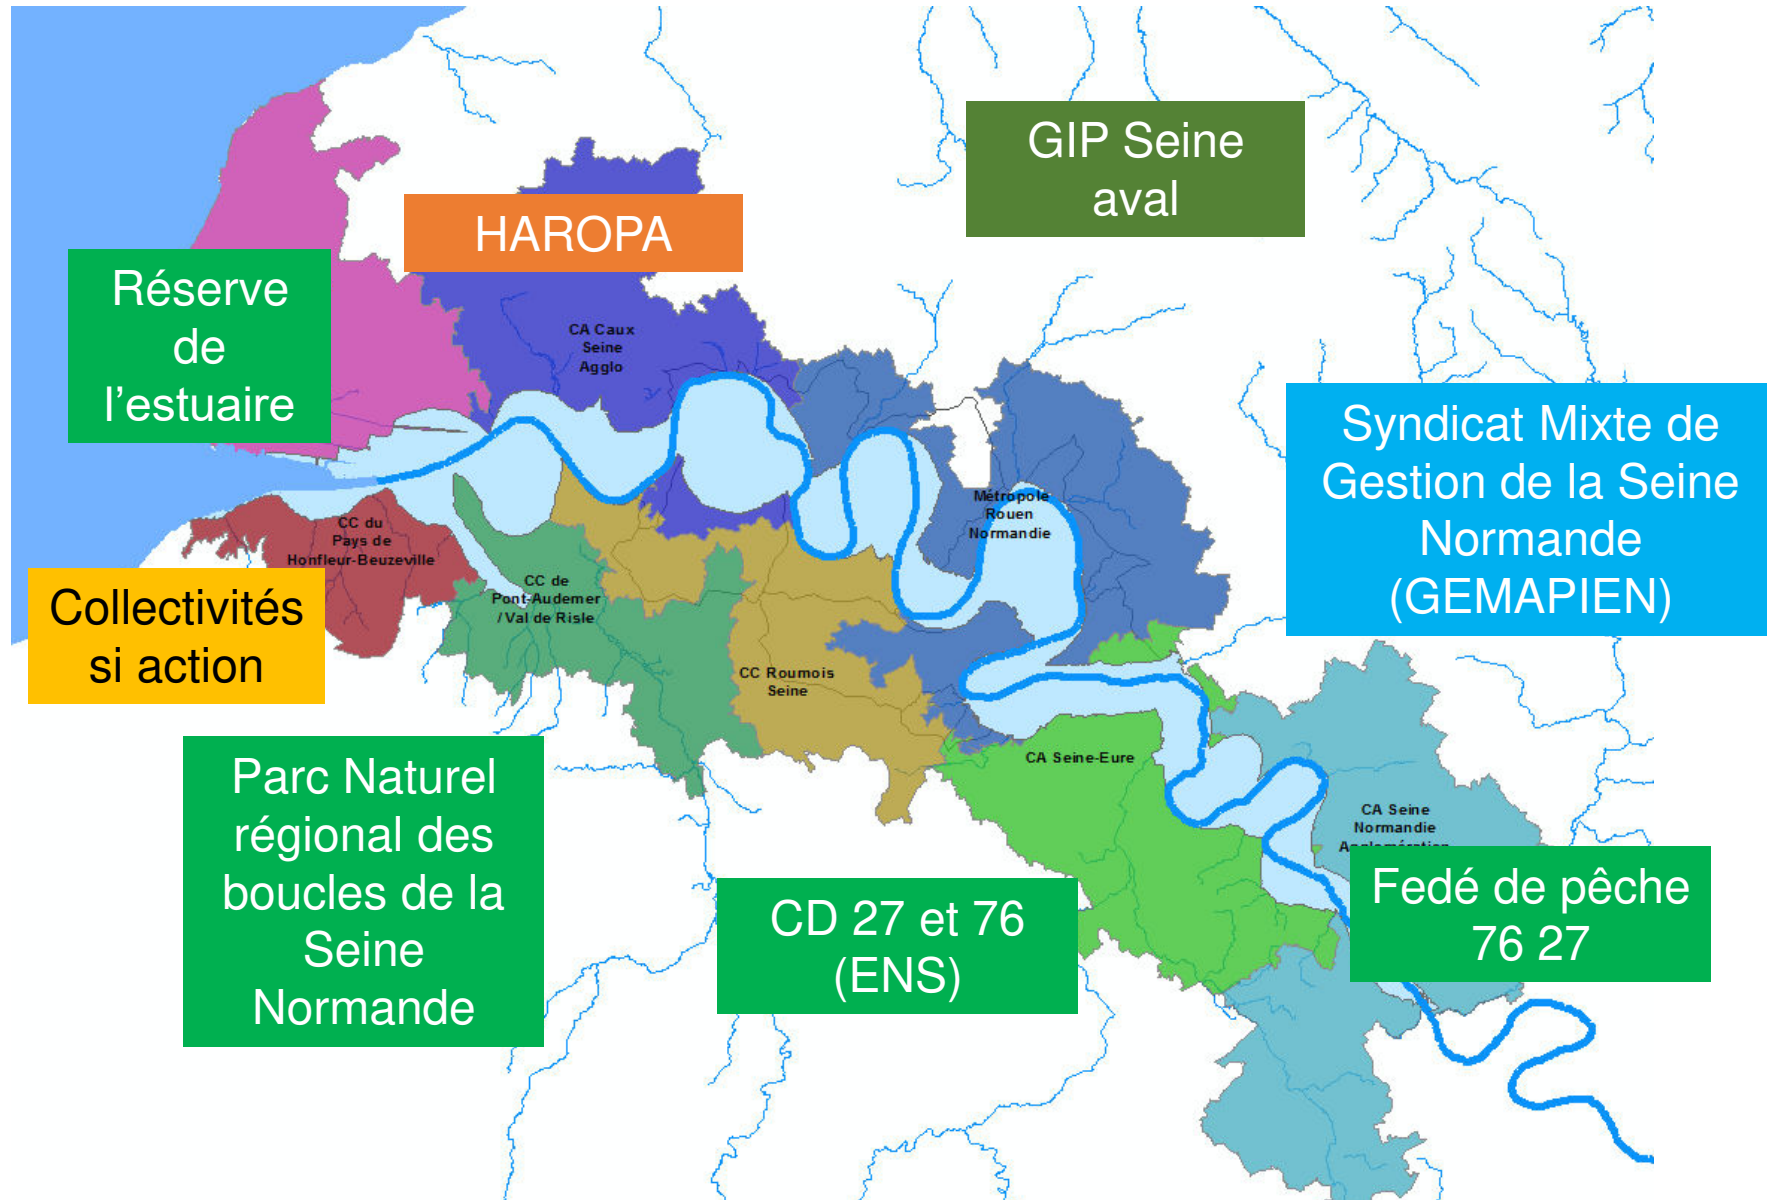 GIP Seine
aval
HAROPA
Réserve
de
l’estuaire
CA Caux
Seine
Agglo
Syndicat Mixte de
Gestion de la Seine
Normande
(GEMAPIEN)
Métropole
Rouen
Normandie
CC du
Pays de
Honfleur-Beuzeville
Collectivités
si action
CC de
Pont-Audemer
/ Val de Risle
CC Roumois
Seine
Parc Naturel
régional des
boucles de la
Seine
Normande
CA Seine-Eure
CA Seine
Normandie
Agglomération
CD 27 et 76
(ENS)
Fedé de pêche
76 27